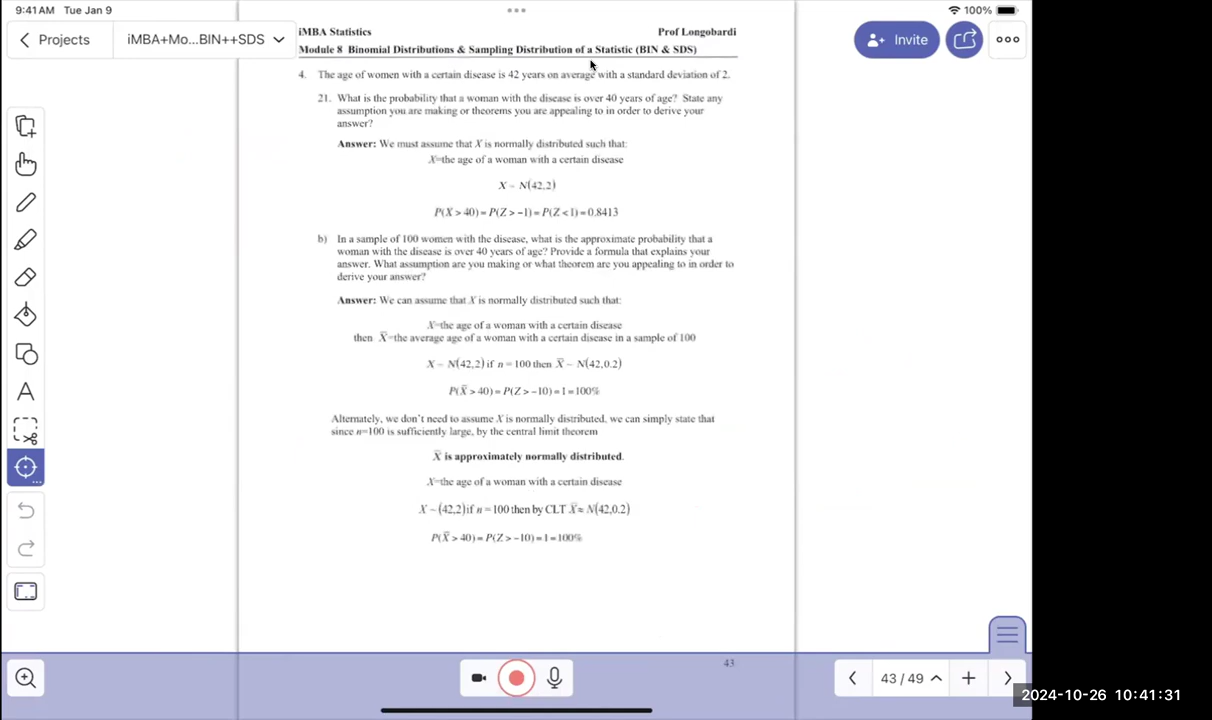 9:41 AM Tue Jan 9
100%
Projects
iMBA+Mo...BIN++SDS
Invite
iMBA Statistics Prof Longobardi
Module 8 Binomial Distributions & Sampling Distribution of a Statistic (BIN & SDS)
4. The age of women with a certain disease is 42 years on average with a standard deviation of 2.
21. What is the probability that a woman with the disease is over 40 years of age? State any
assumption you are making or theorems you are appealing to in order to derive your
answer?
Answer: We must assume that X is normally distributed such that:
X=the age of a woman with a certain disease
X ~ N(42,2)
P(X > 40) = P(Z > −1) = P(Z < 1) = 0.8413
b) In a sample of 100 women with the disease, what is the approximate probability that a
woman with the disease is over 40 years of age? Provide a formula that explains your
answer. What assumption are you making or what theorem are you appealing to in order to
derive your answer?
Answer: We can assume that X is normally distributed such that:
X=the age of a woman with a certain disease
then X̅=the average age of a woman with a certain disease in a sample of 100
X ~ N(42,2) if n = 100 then X̅ ~ N(42,0.2)
P(X̅ > 40) = P(Z > −10) = 1 = 100%
Alternately, we don't need to assume X is normally distributed, we can simply state that
since n=100 is sufficiently large, by the central limit theorem
X̅ is approximately normally distributed.
X=the age of a woman with a certain disease
X ~ (42,2) if n = 100 then by CLT X̅ ≈ N(42,0.2)
P(X̅ > 40) = P(Z > −10) = 1 = 100%
43
A
43 / 49
2024-10-26 10:41:31